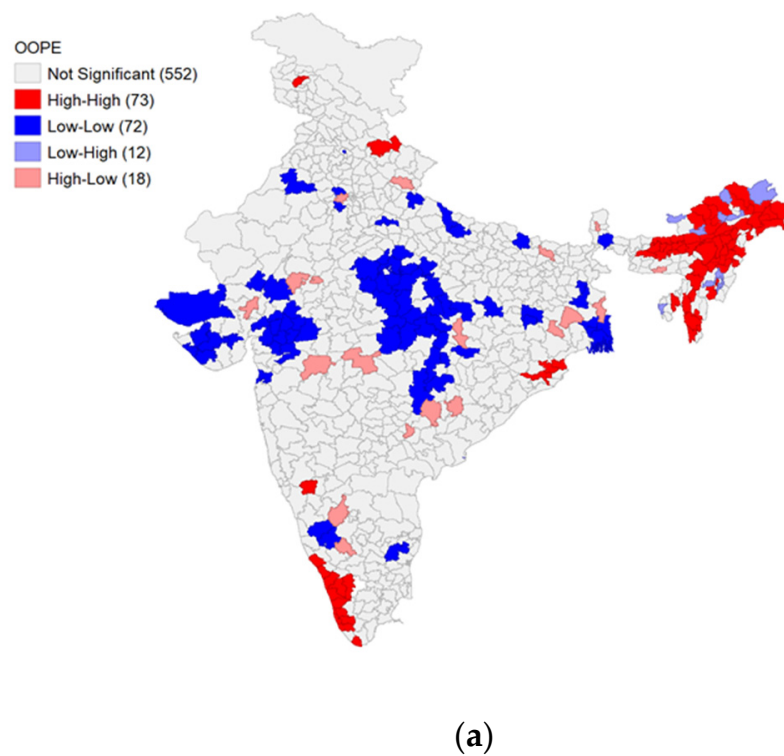 OOPE
Not Significant (552)
High-High (73)
Low-Low (72)
Low-High (12)
High-Low (18)
(a)